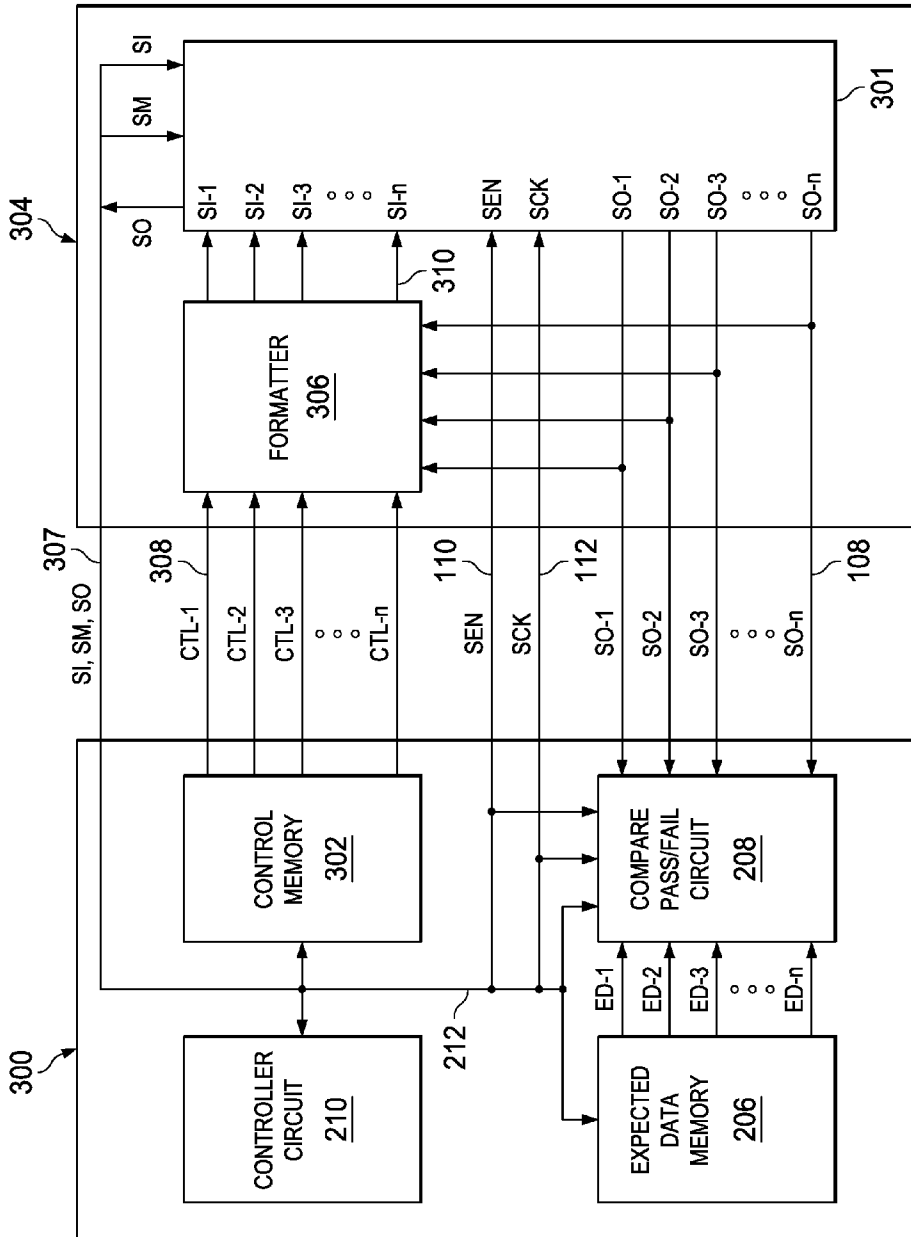 300
304
CONTROLLER
CIRCUIT
210
CONTROL
MEMORY
302
SI, SM, SO
307
CTL-1
308
CTL-2
CTL-3
CTL-n
FORMATTER
306
310
SO
SM
SI
SI-1
SI-2
SI-3
SI-n
SEN
SCK
SO-1
SO-2
SO-3
SO-n
301
212
SEN
110
SCK
112
SO-1
SO-2
SO-3
SO-n
108
EXPECTED
DATA
MEMORY
206
ED-1
ED-2
ED-3
ED-n
COMPARE
PASS/FAIL
CIRCUIT
208